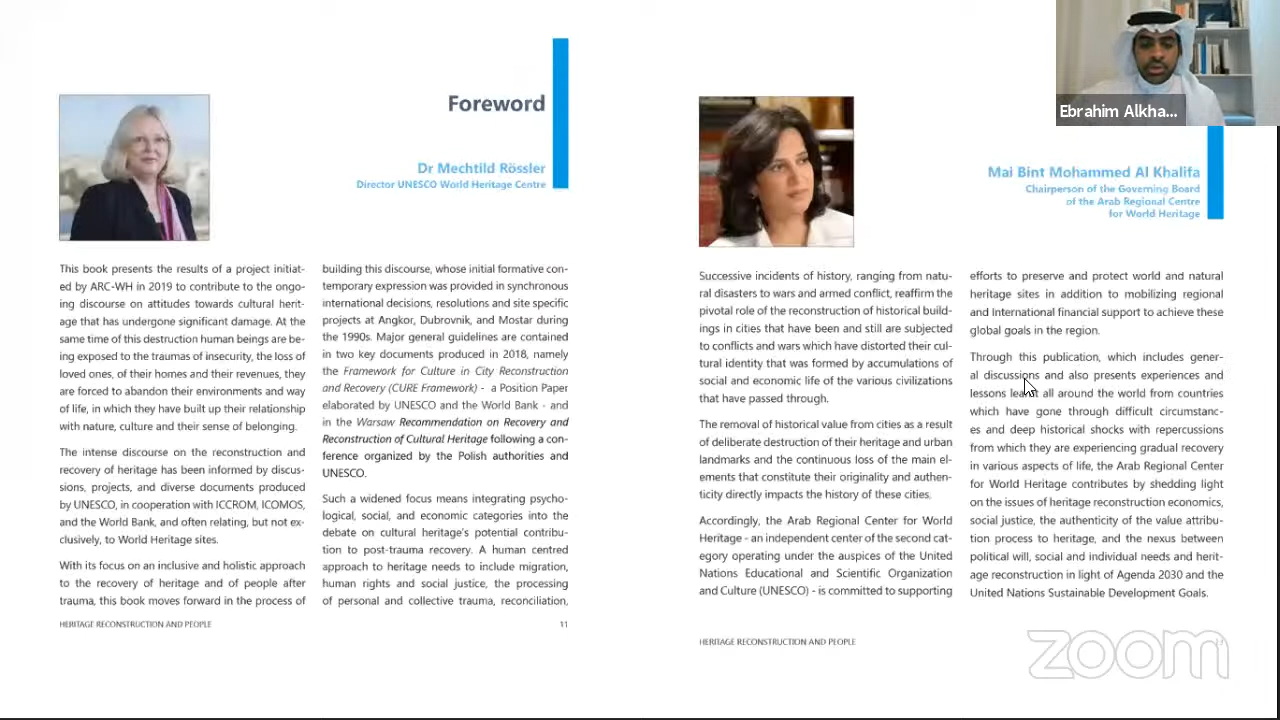 Foreword
Dr Mechtild Rössler
Director UNESCO World Heritage Centre
This book presents the results of a project initiat-
ed by ARC-WH in 2019 to contribute to the ongo-
ing discourse on attitudes towards cultural herit-
age that has undergone significant damage. At the
same time of this destruction human beings are be-
ing exposed to the traumas of insecurity, the loss of
loved ones, of their homes and their revenues, they
are forced to abandon their environments and way
of life, in which they have built up their relationship
with nature, culture and their sense of belonging.
The intense discourse on the reconstruction and
recovery of heritage has been informed by discus-
sions, projects, and diverse documents produced
by UNESCO, in cooperation with ICCROM, ICOMOS,
and the World Bank, and often relating, but not ex-
clusively, to World Heritage sites.
With its focus on an inclusive and holistic approach
to the recovery of heritage and of people after
trauma, this book moves forward in the process of
building this discourse, whose initial formative con-
temporary expression was provided in synchronous
international decisions, resolutions and site specific
projects at Angkor, Dubrovnik, and Mostar during
the 1990s. Major general guidelines are contained
in two key documents produced in 2018, namely
the Framework for Culture in City Reconstruction
and Recovery (CURE Framework) - a Position Paper
elaborated by UNESCO and the World Bank - and
in the Warsaw Recommendation on Recovery and
Reconstruction of Cultural Heritage following a con-
ference organized by the Polish authorities and
UNESCO.
Such a widened focus means integrating psycho-
logical, social, and economic categories into the
debate on cultural heritage's potential contribu-
tion to post-trauma recovery. A human centred
approach to heritage needs to include migration,
human rights and social justice, the processing
of personal and collective trauma, reconciliation,
HERITAGE RECONSTRUCTION AND PEOPLE
11
Ebrahim Alkha...
Mai Bint Mohammed Al Khalifa
Chairperson of the Governing Board
of the Arab Regional Centre
for World Heritage
Successive incidents of history, ranging from natu-
ral disasters to wars and armed conflict, reaffirm the
pivotal role of the reconstruction of historical build-
ings in cities that have been and still are subjected
to conflicts and wars which have distorted their cul-
tural identity that was formed by accumulations of
social and economic life of the various civilizations
that have passed through.
The removal of historical value from cities as a result
of deliberate destruction of their heritage and urban
landmarks and the continuous loss of the main el-
ements that constitute their originality and authen-
ticity directly impacts the history of these cities.
Accordingly, the Arab Regional Center for World
Heritage - an independent center of the second cat-
egory operating under the auspices of the United
Nations Educational and Scientific Organization
and Culture (UNESCO) - is committed to supporting
efforts to preserve and protect world and natural
heritage sites in addition to mobilizing regional
and International financial support to achieve these
global goals in the region.
Through this publication, which includes gener-
al discussions and also presents experiences and
lessons learnt all around the world from countries
which have gone through difficult circumstanc-
es and deep historical shocks with repercussions
from which they are experiencing gradual recovery
in various aspects of life, the Arab Regional Center
for World Heritage contributes by shedding light
on the issues of heritage reconstruction economics,
social justice, the authenticity of the value attribu-
tion process to heritage, and the nexus between
political will, social and individual needs and herit-
age reconstruction in light of Agenda 2030 and the
United Nations Sustainable Development Goals.
HERITAGE RECONSTRUCTION AND PEOPLE
zoom